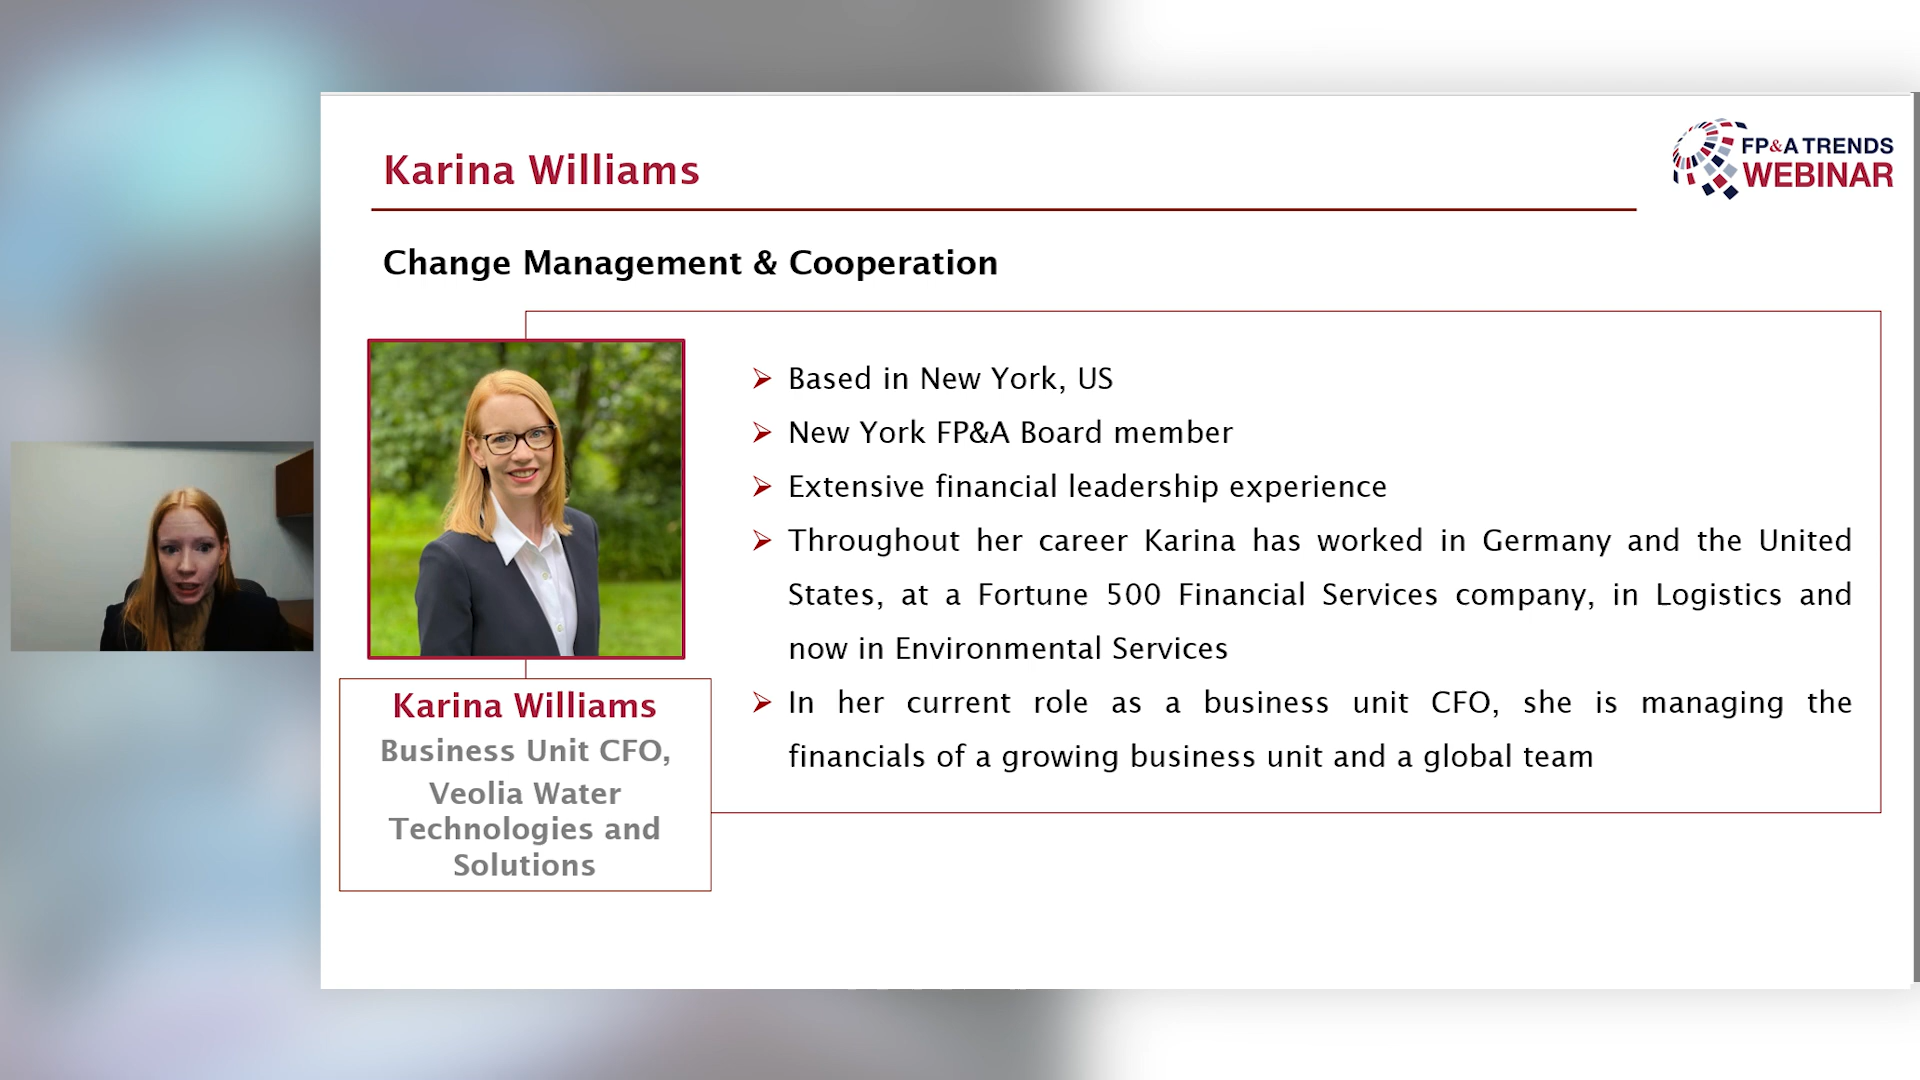 Karina Williams
FP&A TRENDS
WEBINAR
Change Management & Cooperation
Based in New York, US
New York FP&A Board member
Extensive financial leadership experience
Throughout her career Karina has worked in Germany and the United
States, at a Fortune 500 Financial Services company, in Logistics and
now in Environmental Services
In her current role as a business unit CFO, she is managing the
financials of a growing business unit and a global team
Karina Williams
Business Unit CFO,
Veolia Water
Technologies and
Solutions